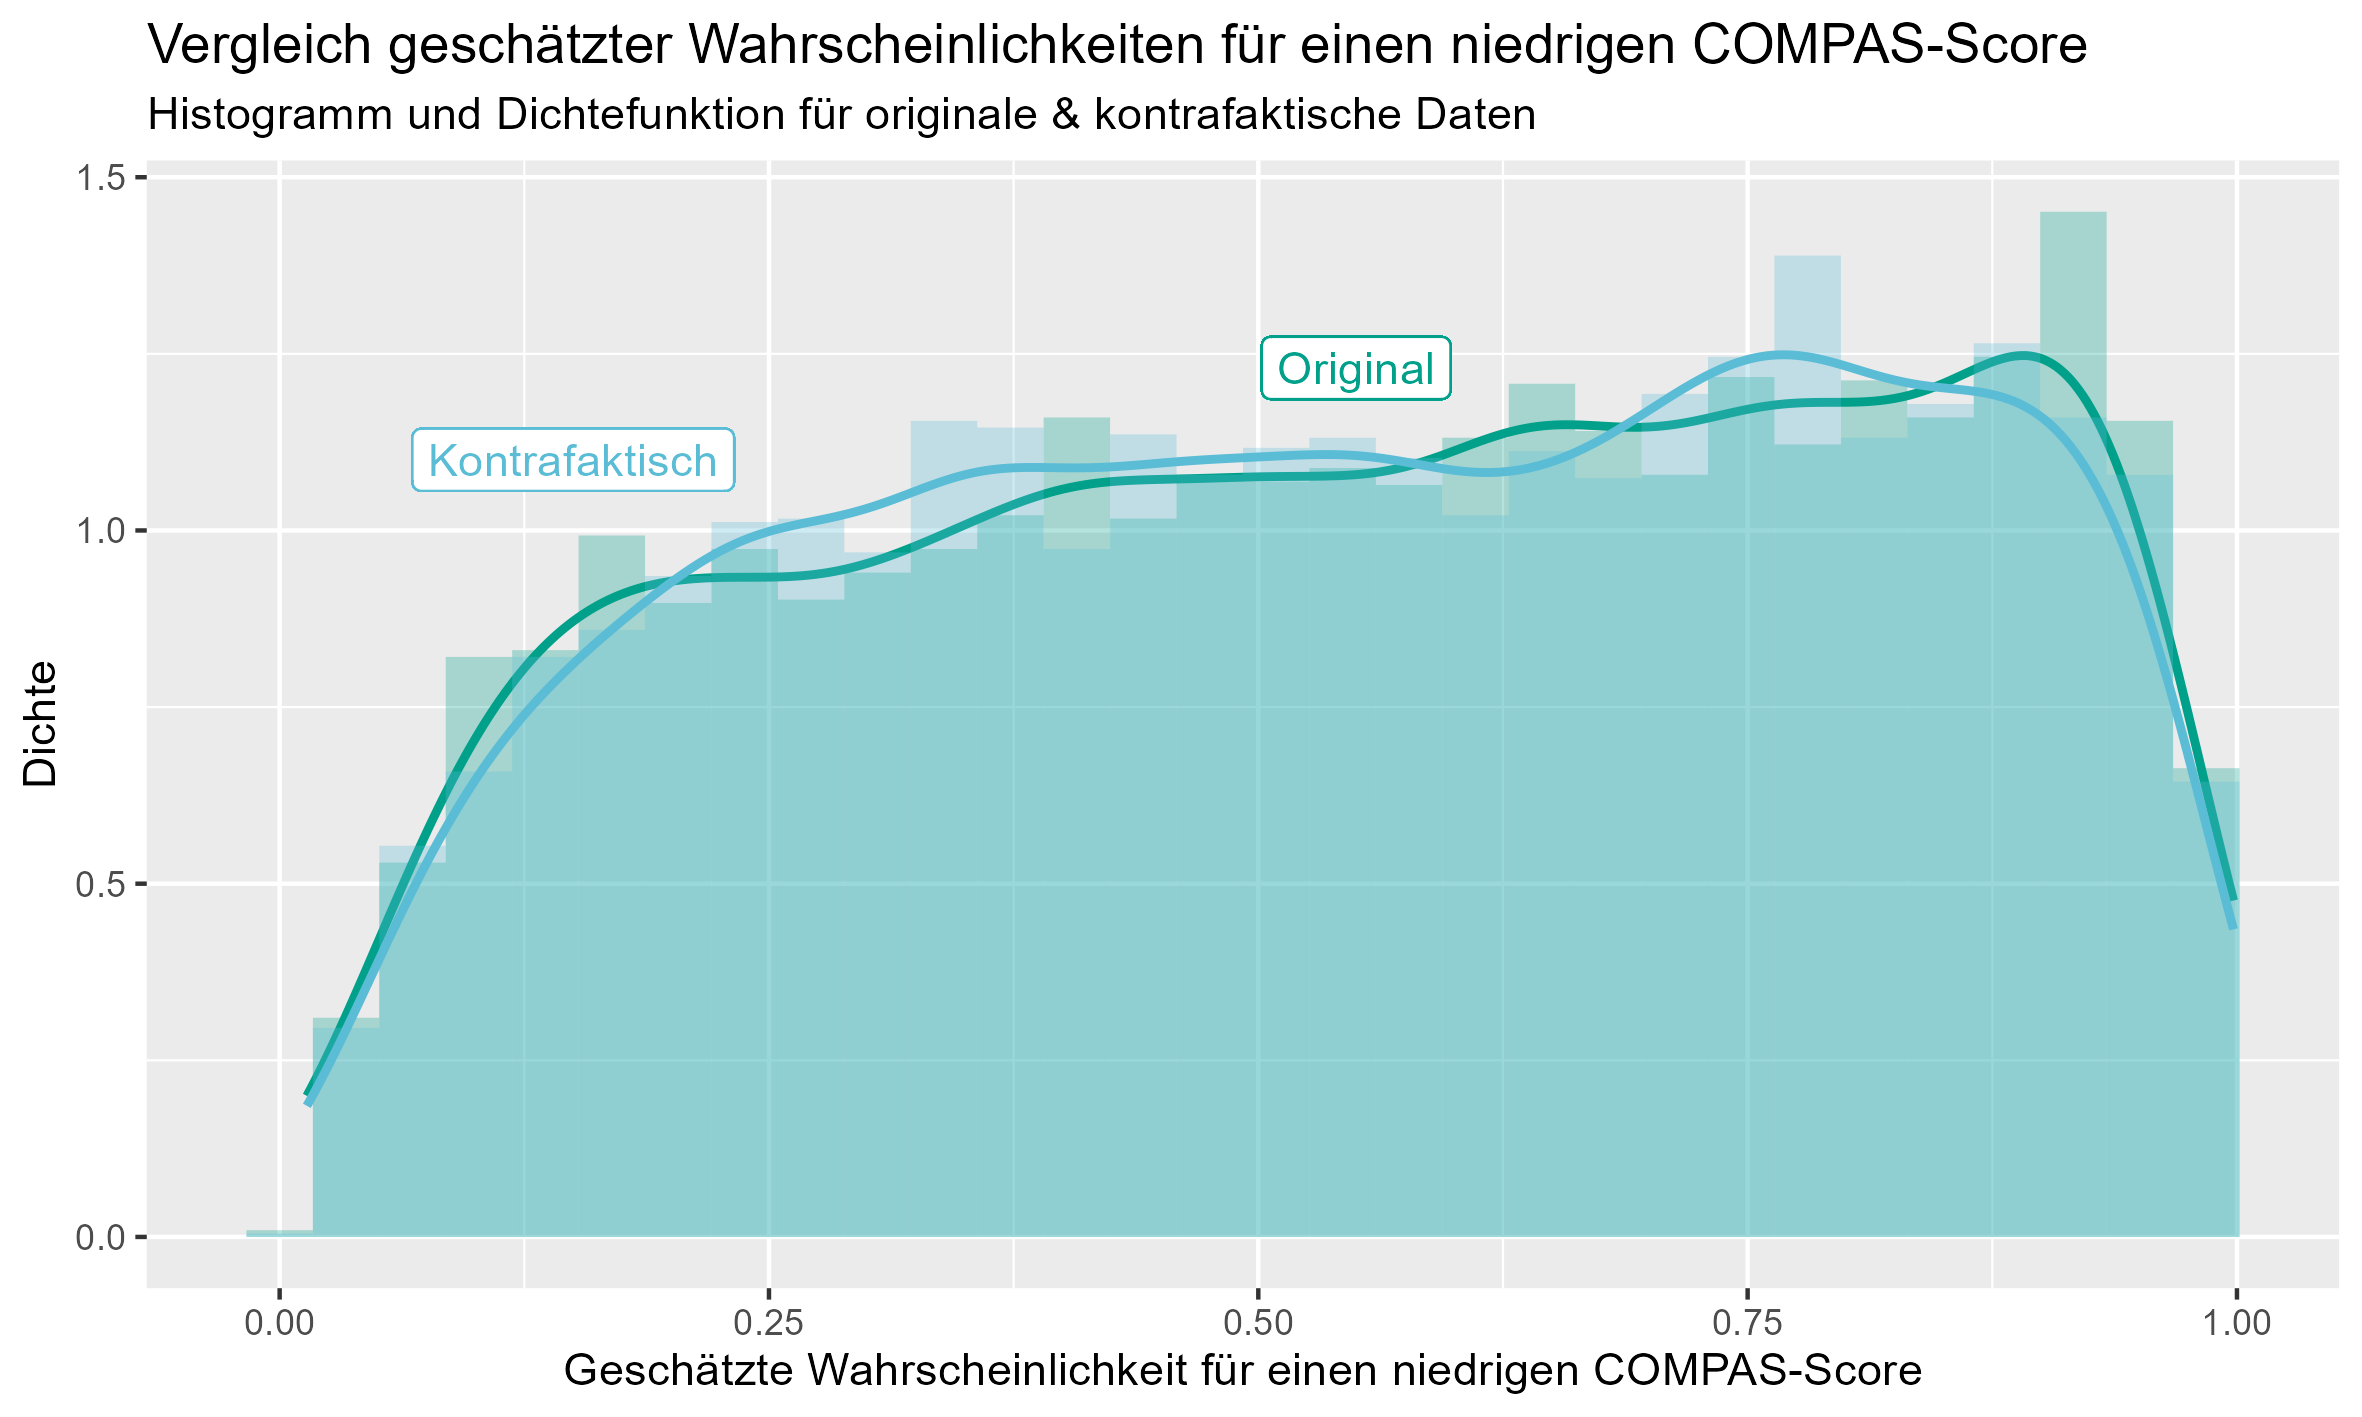 Vergleich geschätzter Wahrscheinlichkeiten für einen niedrigen COMPAS-Score
Histogramm und Dichtefunktion für originale & kontrafaktische Daten
1.5
Original
Kontrafaktisch
1.0
Dichte
0.5
0.0
0.00 0.25 0.50 0.75 1.00
Geschätzte Wahrscheinlichkeit für einen niedrigen COMPAS-Score